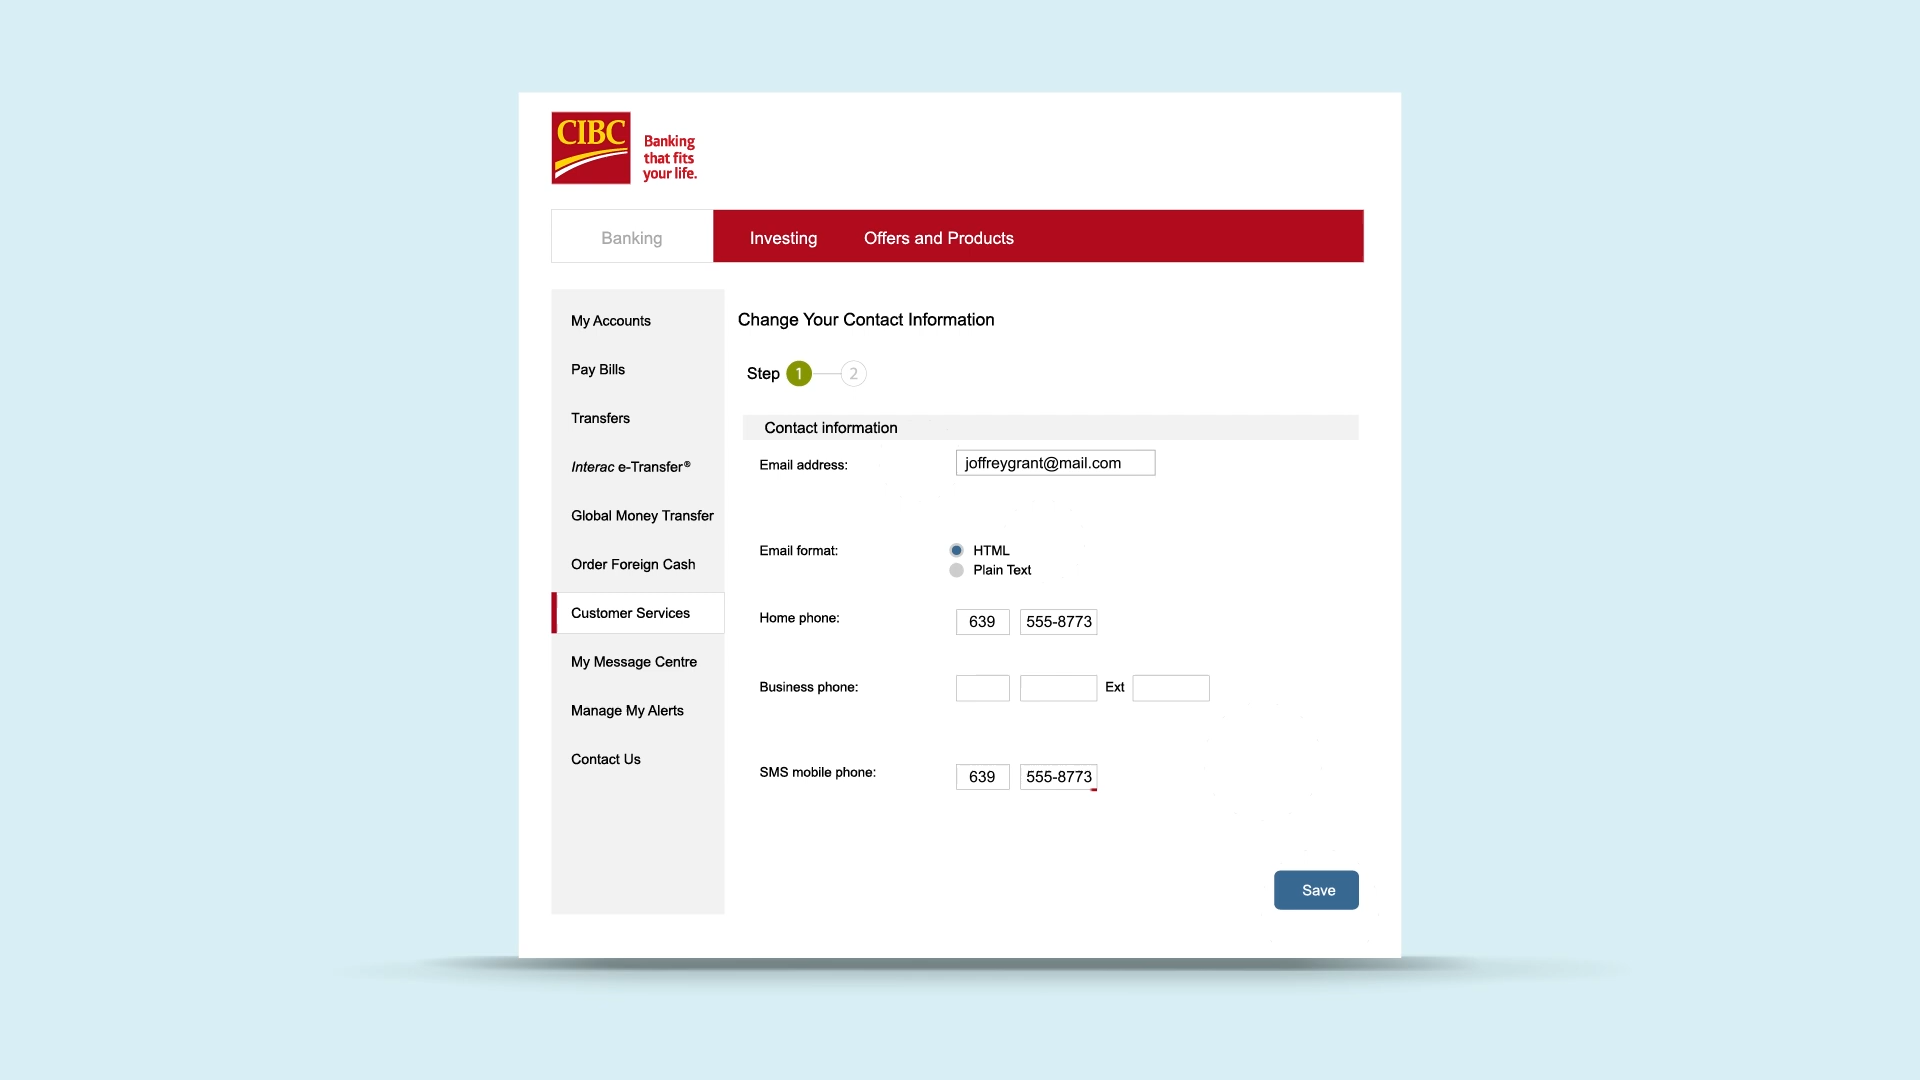 CIBC
Banking
that fits
your life.
Banking
Investing
Offers and Products
My Accounts
Pay Bills
Transfers
Interac e-Transfer®
Global Money Transfer
Order Foreign Cash
Customer Services
My Message Centre
Manage My Alerts
Contact Us
Change Your Contact Information
Step 1 2
Contact information
Email address: joffreygrant@mail.com
Email format: HTML
Plain Text
Home phone: 639 555-8773
Business phone: Ext
SMS mobile phone: 639 555-8773
Save